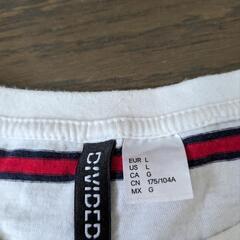 DIVIDED
EUR L
US L
CA G
CN 175/104A
MX G